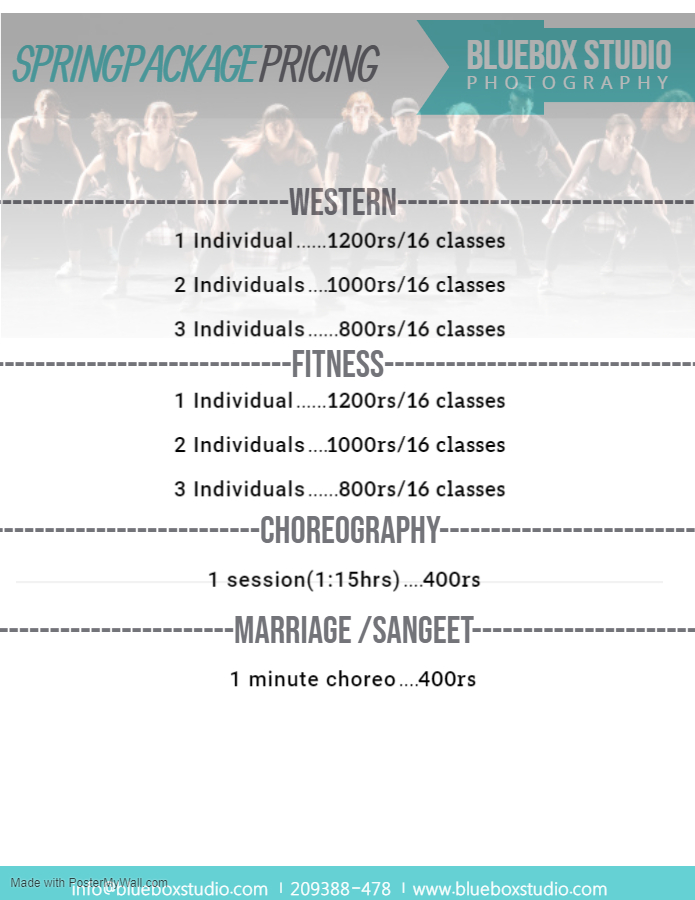 SPRINGPACKAGEPRICING
BLUEBOX STUDIO
PHOTOGRAPHY
WESTERN
1 Individual......1200rs/16 classes
2 Individuals....1000rs/16 classes
3 Individuals......800rs/16 classes
FITNESS
1 Individual......1200rs/16 classes
2 Individuals....1000rs/16 classes
3 Individuals......800rs/16 classes
CHOREOGRAPHY
1 session(1:15hrs)....400rs
MARRIAGE /SANGEET
1 minute choreo....400rs
Made with PosterMyWall.com
info@blueboxstudio.com | 209388-478 | www.blueboxstudio.com